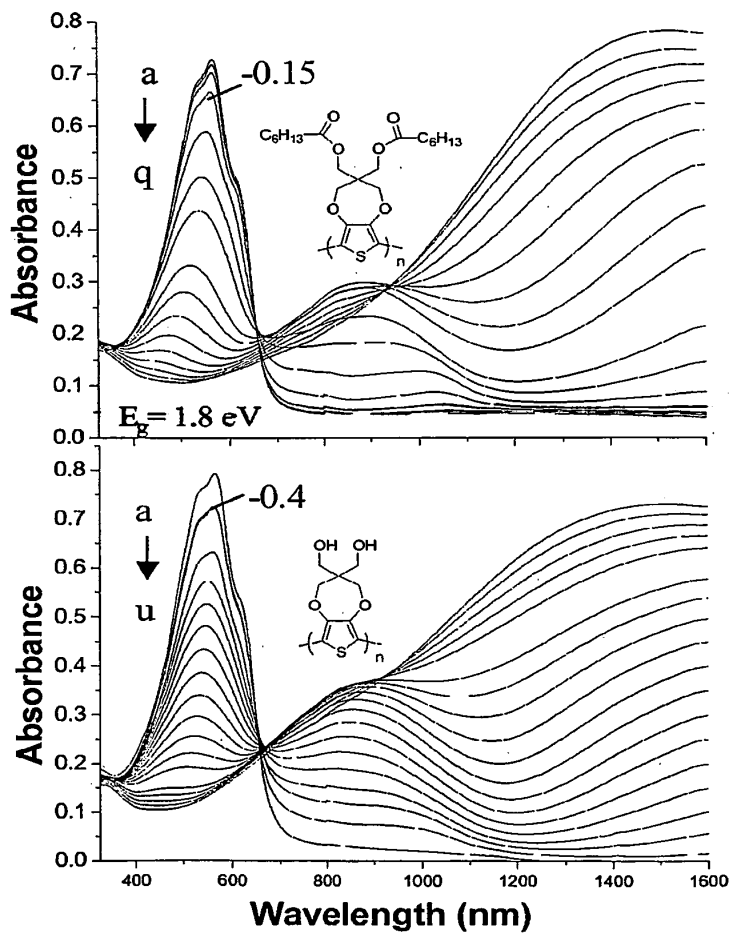 0.8
0.7
0.6
0.5
0.4
0.3
0.2
0.1
0.0
Absorbance
a
q
-0.15
O
O
C6H13
O
O
C6H13
O
O
S
n
Eg= 1.8 eV
0.8
0.7
0.6
0.5
0.4
0.3
0.2
0.1
0.0
Absorbance
a
u
-0.4
OH
OH
O
O
S
n
400
600
800
1000
1200
1400
1600
Wavelength (nm)